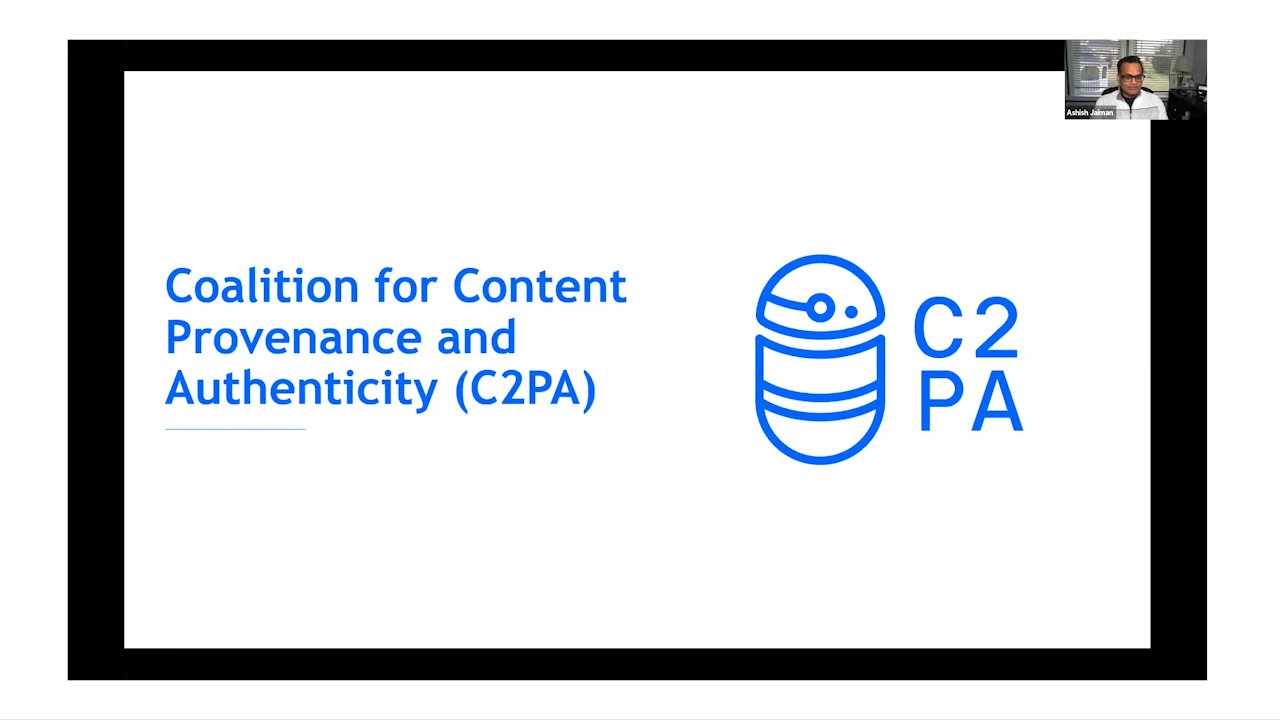 Ashish Jaiman
Coalition for Content
Provenance and
Authenticity (C2PA)
C2
PA